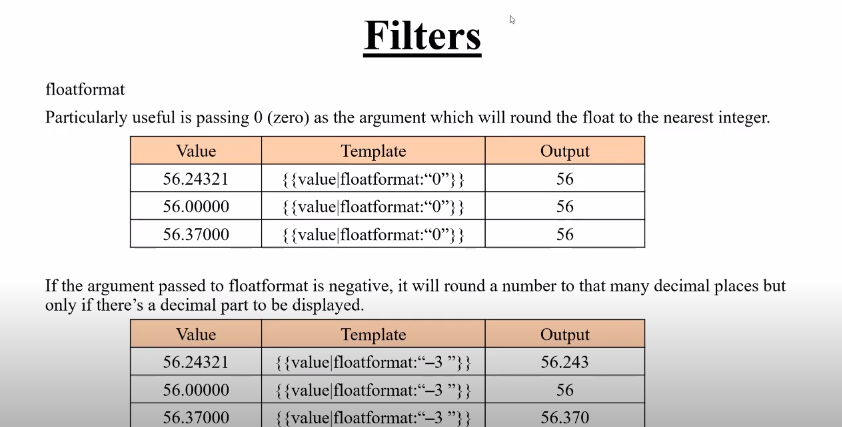 Filters
floatformat
Particularly useful is passing 0 (zero) as the argument which will round the float to the nearest integer.
Value Template Output
56.24321 {{value|floatformat:“0”}} 56
56.00000 {{value|floatformat:“0”}} 56
56.37000 {{value|floatformat:“0”}} 56
If the argument passed to floatformat is negative, it will round a number to that many decimal places but
only if there’s a decimal part to be displayed.
Value Template Output
56.24321 {{value|floatformat:“–3 ”}} 56.243
56.00000 {{value|floatformat:“–3 ”}} 56
56.37000 {{value|floatformat:“–3 ”}} 56.370